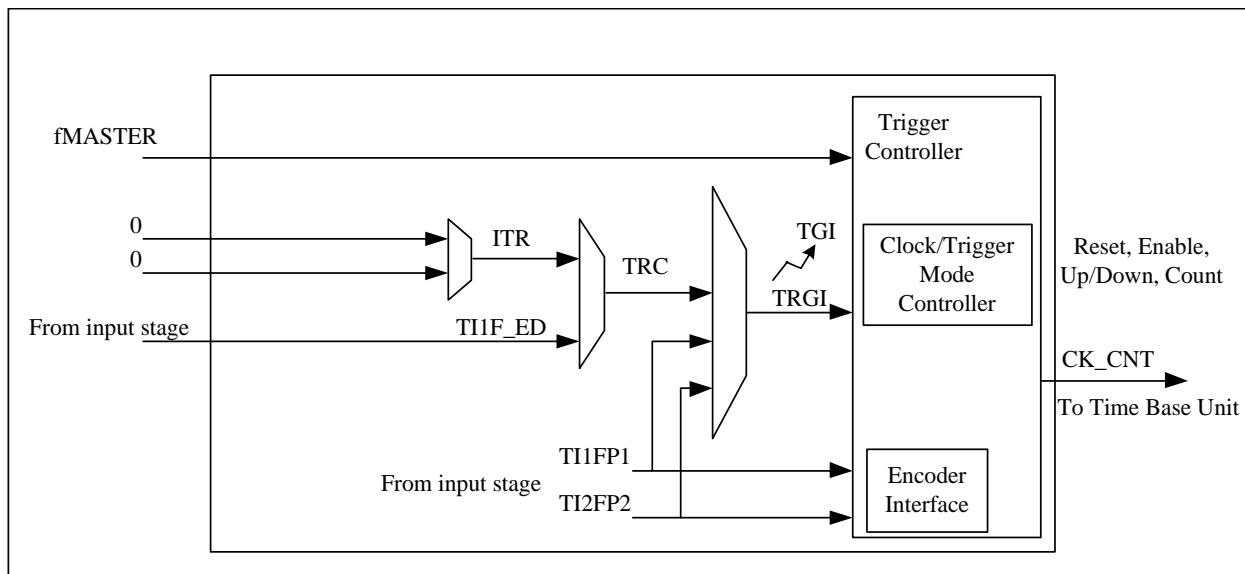 fMASTER
Trigger
Controller
0
0
ITR
TRC
TGI
TRGI
Clock/Trigger
Mode
Controller
Reset, Enable,
Up/Down, Count
From input stage
TI1F_ED
CK_CNT
To Time Base Unit
From input stage
TI1FP1
TI2FP2
Encoder
Interface